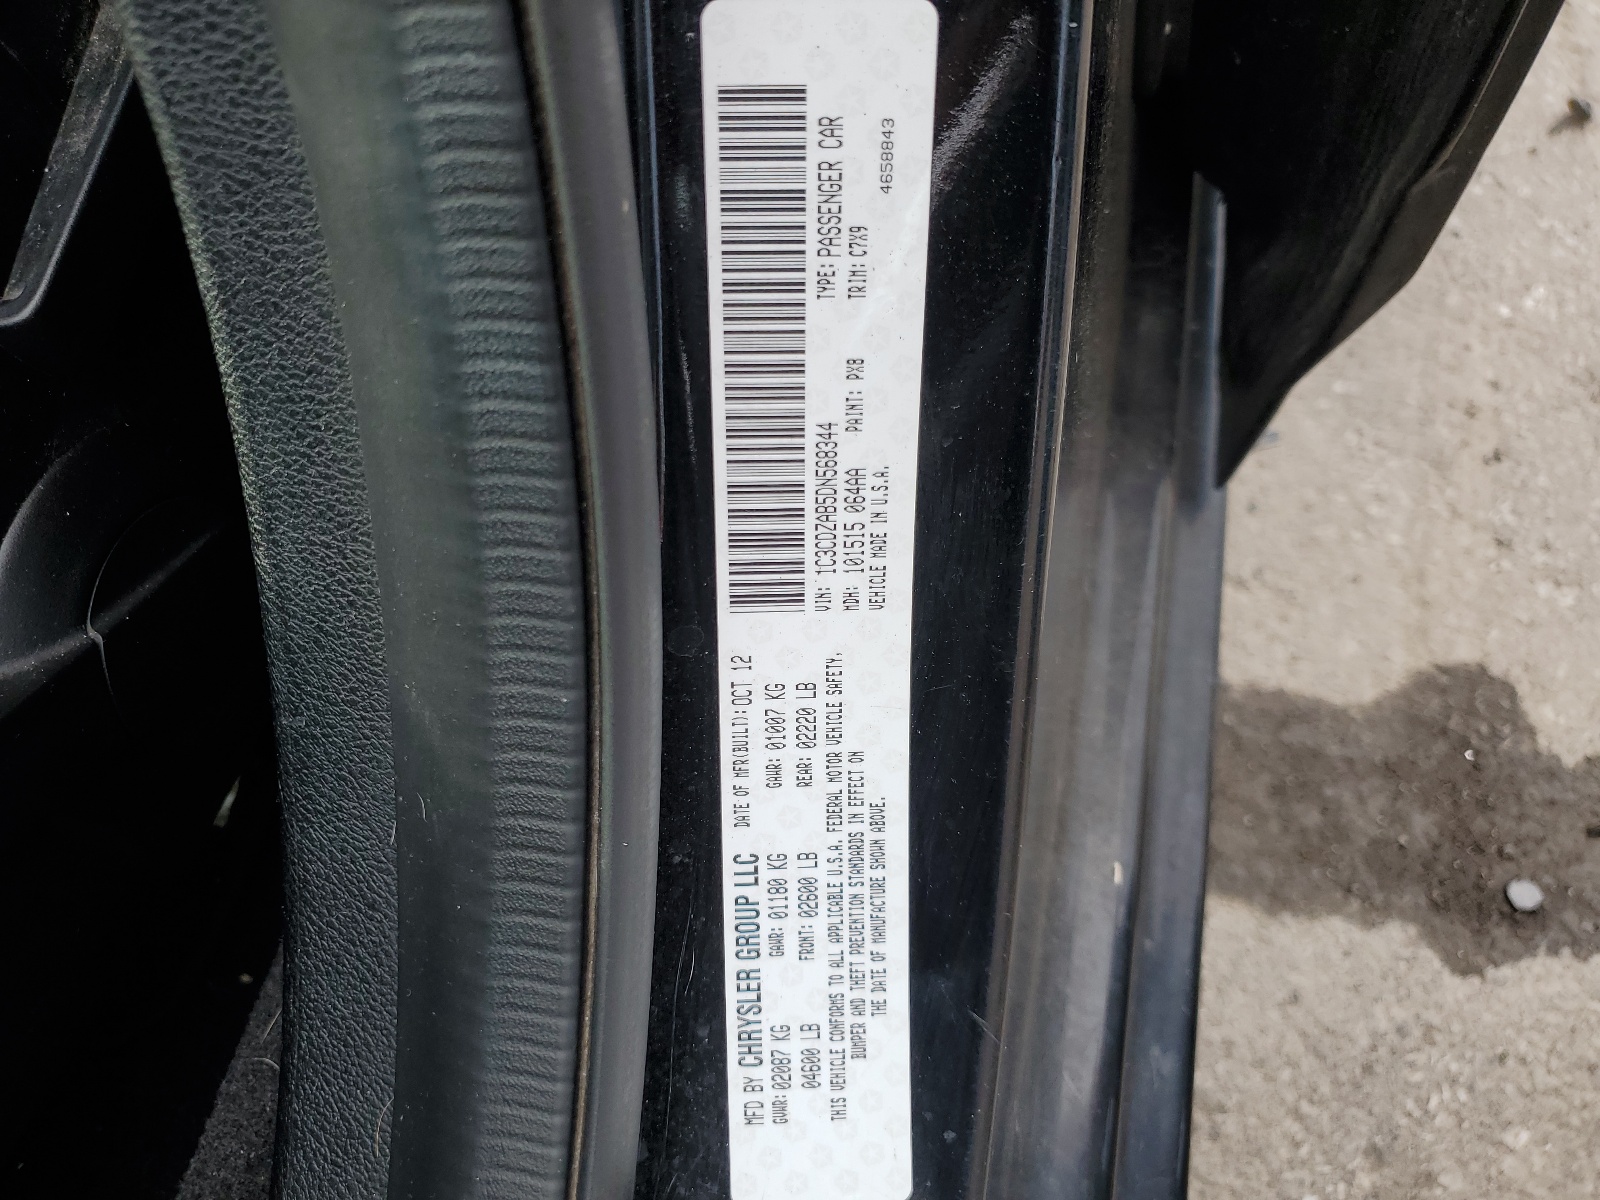 MFD BY CHRYSLER GROUP LLC DATE OF MFR(BUILT): OCT 12
GVWR: 02087 KG GAWR: 01180 KG GAWR: 01007 KG
04600 LB FRONT: 02600 LB REAR: 02220 LB
THIS VEHICLE CONFORMS TO ALL APPLICABLE U.S.A. FEDERAL MOTOR VEHICLE SAFETY,
BUMPER AND THEFT PREVENTION STANDARDS IN EFFECT ON
THE DATE OF MANUFACTURE SHOWN ABOVE.
VIN: 1C3CDZAB5DN568344 TYPE: PASSENGER CAR
MDH: 101515 064AA PAINT: PX8 TRIM: C7X9
VEHICLE MADE IN U.S.A. 4658843